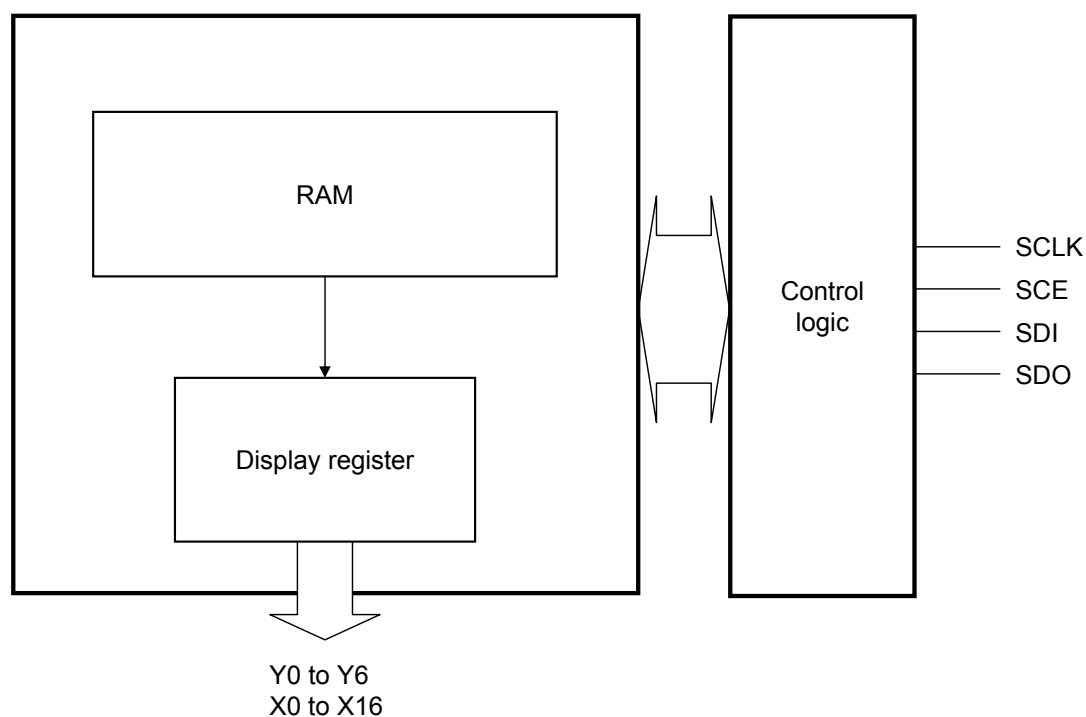 RAM
Display register
Control
logic
SCLK
SCE
SDI
SDO
Y0 to Y6
X0 to X16